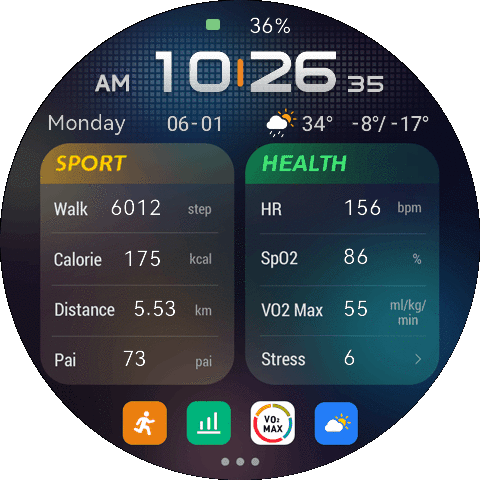 36%
AM 10:26 35
Monday 06-01 34° -8°/ -17°
SPORT
Walk 6012 step
Calorie 175 kcal
Distance 5.53 km
Pai 73 pai
HEALTH
HR 156 bpm
SpO2 86 %
VO2 Max 55 ml/kg/
min
Stress 6 >
VO₂
MAX